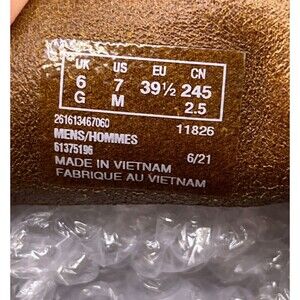 UK US EU CN
6 7 39½ 245
G M 2.5
261613467060 11826
MENS/HOMMES
61375196 6/21
MADE IN VIETNAM
FABRIQUE AU VIETNAM